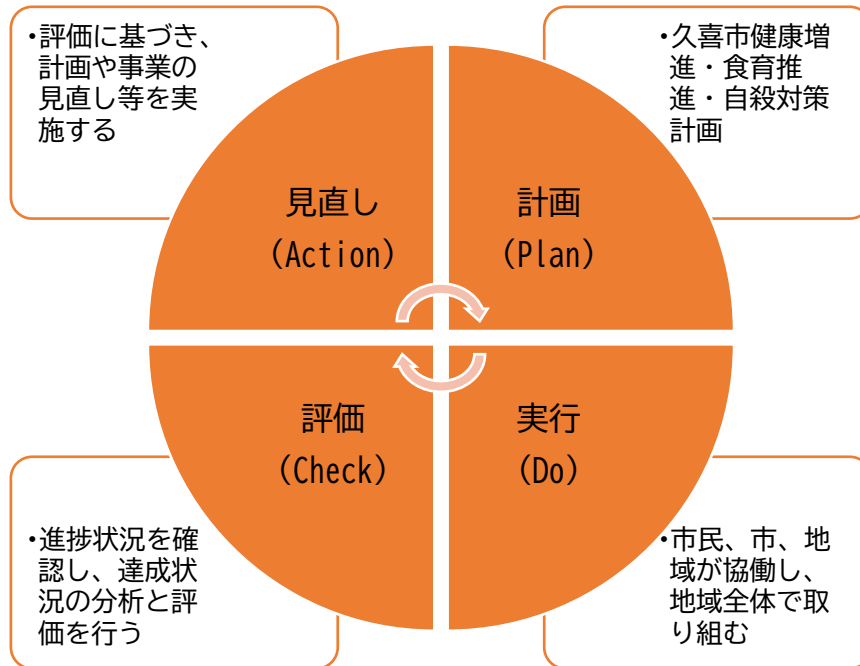 ・評価に基づき、
計画や事業の
見直し等を実
施する
・久喜市健康増
進・食育推
進・自殺対策
計画
見直し
(Action)
計画
(Plan)
評価
(Check)
実行
(Do)
・進捗状況を確
認し、達成状
況の分析と評
価を行う
・市民、市、地
域が協働し、
地域全体で取
り組む